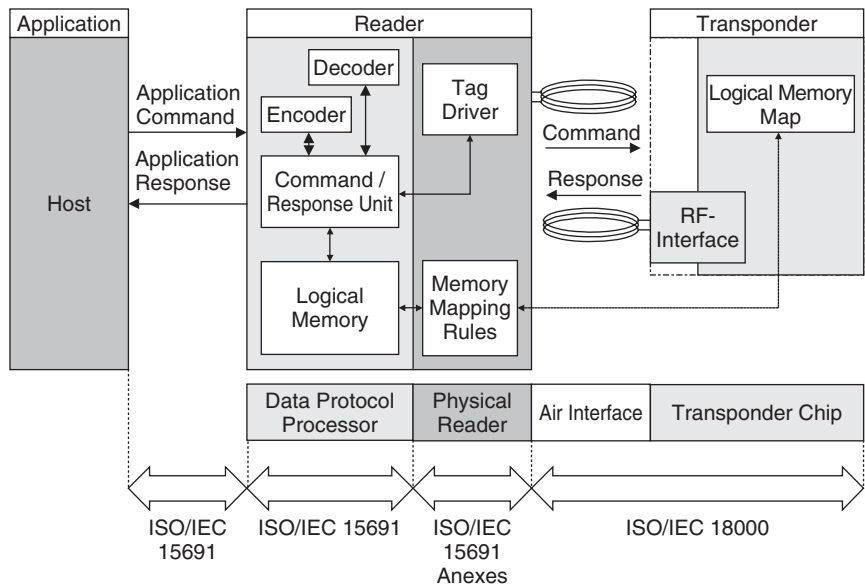 Application
Reader
Transponder
Decoder
Encoder
Tag
Driver
Logical Memory
Map
Application
Command
Application
Response
Command
Response
Host
Command /
Response Unit
RF-
Interface
Logical
Memory
Memory
Mapping
Rules
Data Protocol
Processor
Physical
Reader
Air Interface
Transponder Chip
ISO/IEC
15691
ISO/IEC 15691
ISO/IEC
15691
Anexes
ISO/IEC 18000